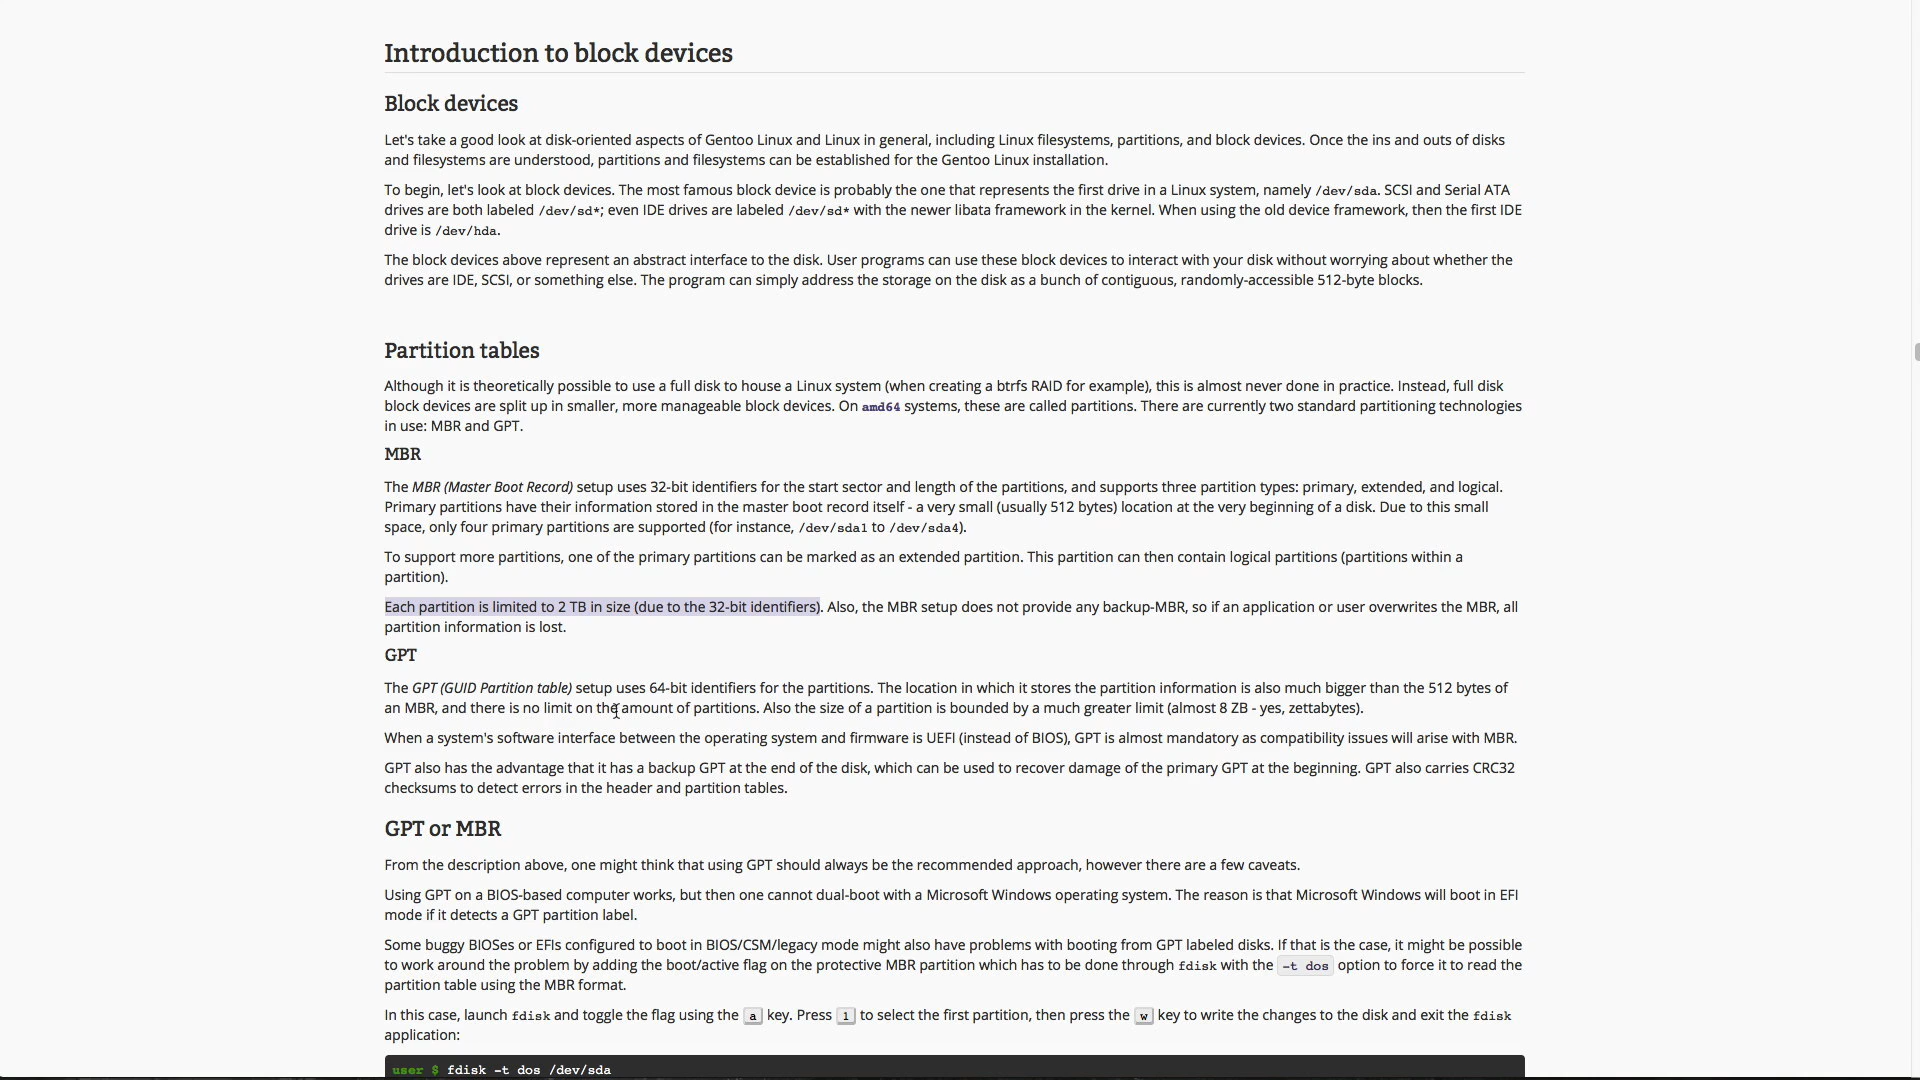 Introduction to block devices
Block devices
Let's take a good look at disk-oriented aspects of Gentoo Linux and Linux in general, including Linux filesystems, partitions, and block devices. Once the ins and outs of disks
and filesystems are understood, partitions and filesystems can be established for the Gentoo Linux installation.
To begin, let's look at block devices. The most famous block device is probably the one that represents the first drive in a Linux system, namely /dev/sda. SCSI and Serial ATA
drives are both labeled /dev/sd*; even IDE drives are labeled /dev/sd* with the newer libata framework in the kernel. When using the old device framework, then the first IDE
drive is /dev/hda.
The block devices above represent an abstract interface to the disk. User programs can use these block devices to interact with your disk without worrying about whether the
drives are IDE, SCSI, or something else. The program can simply address the storage on the disk as a bunch of contiguous, randomly-accessible 512-byte blocks.
Partition tables
Although it is theoretically possible to use a full disk to house a Linux system (when creating a btrfs RAID for example), this is almost never done in practice. Instead, full disk
block devices are split up in smaller, more manageable block devices. On amd64 systems, these are called partitions. There are currently two standard partitioning technologies
in use: MBR and GPT.
MBR
The MBR (Master Boot Record) setup uses 32-bit identifiers for the start sector and length of the partitions, and supports three partition types: primary, extended, and logical.
Primary partitions have their information stored in the master boot record itself - a very small (usually 512 bytes) location at the very beginning of a disk. Due to this small
space, only four primary partitions are supported (for instance, /dev/sda1 to /dev/sda4).
To support more partitions, one of the primary partitions can be marked as an extended partition. This partition can then contain logical partitions (partitions within a
partition).
Each partition is limited to 2 TB in size (due to the 32-bit identifiers). Also, the MBR setup does not provide any backup-MBR, so if an application or user overwrites the MBR, all
partition information is lost.
GPT
The GPT (GUID Partition table) setup uses 64-bit identifiers for the partitions. The location in which it stores the partition information is also much bigger than the 512 bytes of
an MBR, and there is no limit on the amount of partitions. Also the size of a partition is bounded by a much greater limit (almost 8 ZB - yes, zettabytes).
When a system's software interface between the operating system and firmware is UEFI (instead of BIOS), GPT is almost mandatory as compatibility issues will arise with MBR.
GPT also has the advantage that it has a backup GPT at the end of the disk, which can be used to recover damage of the primary GPT at the beginning. GPT also carries CRC32
checksums to detect errors in the header and partition tables.
GPT or MBR
From the description above, one might think that using GPT should always be the recommended approach, however there are a few caveats.
Using GPT on a BIOS-based computer works, but then one cannot dual-boot with a Microsoft Windows operating system. The reason is that Microsoft Windows will boot in EFI
mode if it detects a GPT partition label.
Some buggy BIOSes or EFIs configured to boot in BIOS/CSM/legacy mode might also have problems with booting from GPT labeled disks. If that is the case, it might be possible
to work around the problem by adding the boot/active flag on the protective MBR partition which has to be done through fdisk with the -t dos option to force it to read the
partition table using the MBR format.
In this case, launch fdisk and toggle the flag using the a key. Press 1 to select the first partition, then press the w key to write the changes to the disk and exit the fdisk
application:
user $ fdisk -t dos /dev/sda